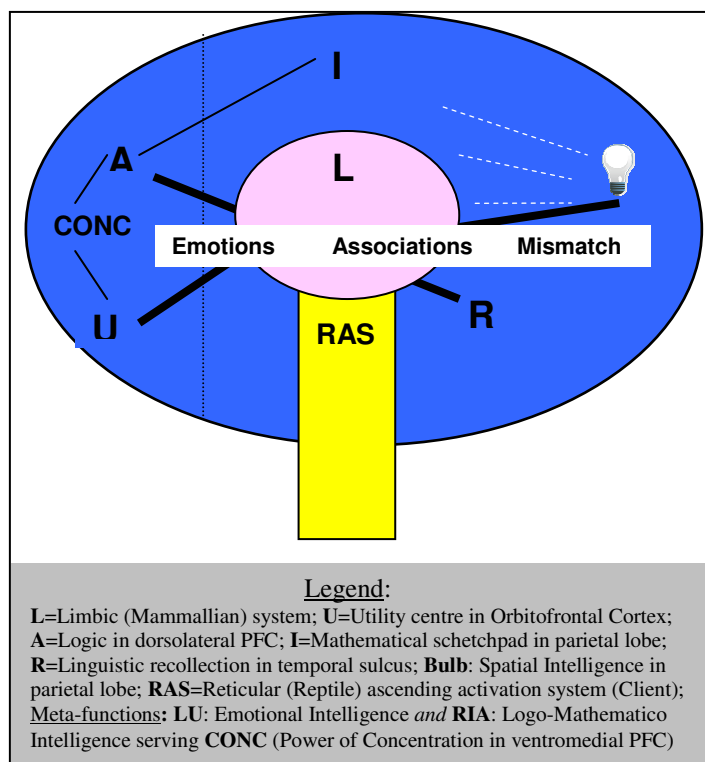 I
A
L
CONC
Emotions Associations Mismatch
U
R
RAS
Legend:
L=Limbic (Mammallian) system; U=Utility centre in Orbitofrontal Cortex;
A=Logic in dorsolateral PFC; I=Mathematical schetchpad in parietal lobe;
R=Linguistic recollection in temporal sulcus; Bulb: Spatial Intelligence in
parietal lobe; RAS=Reticular (Reptile) ascending activation system (Client);
Meta-functions: LU: Emotional Intelligence and RIA: Logo-Mathematico
Intelligence serving CONC (Power of Concentration in ventromedial PFC)